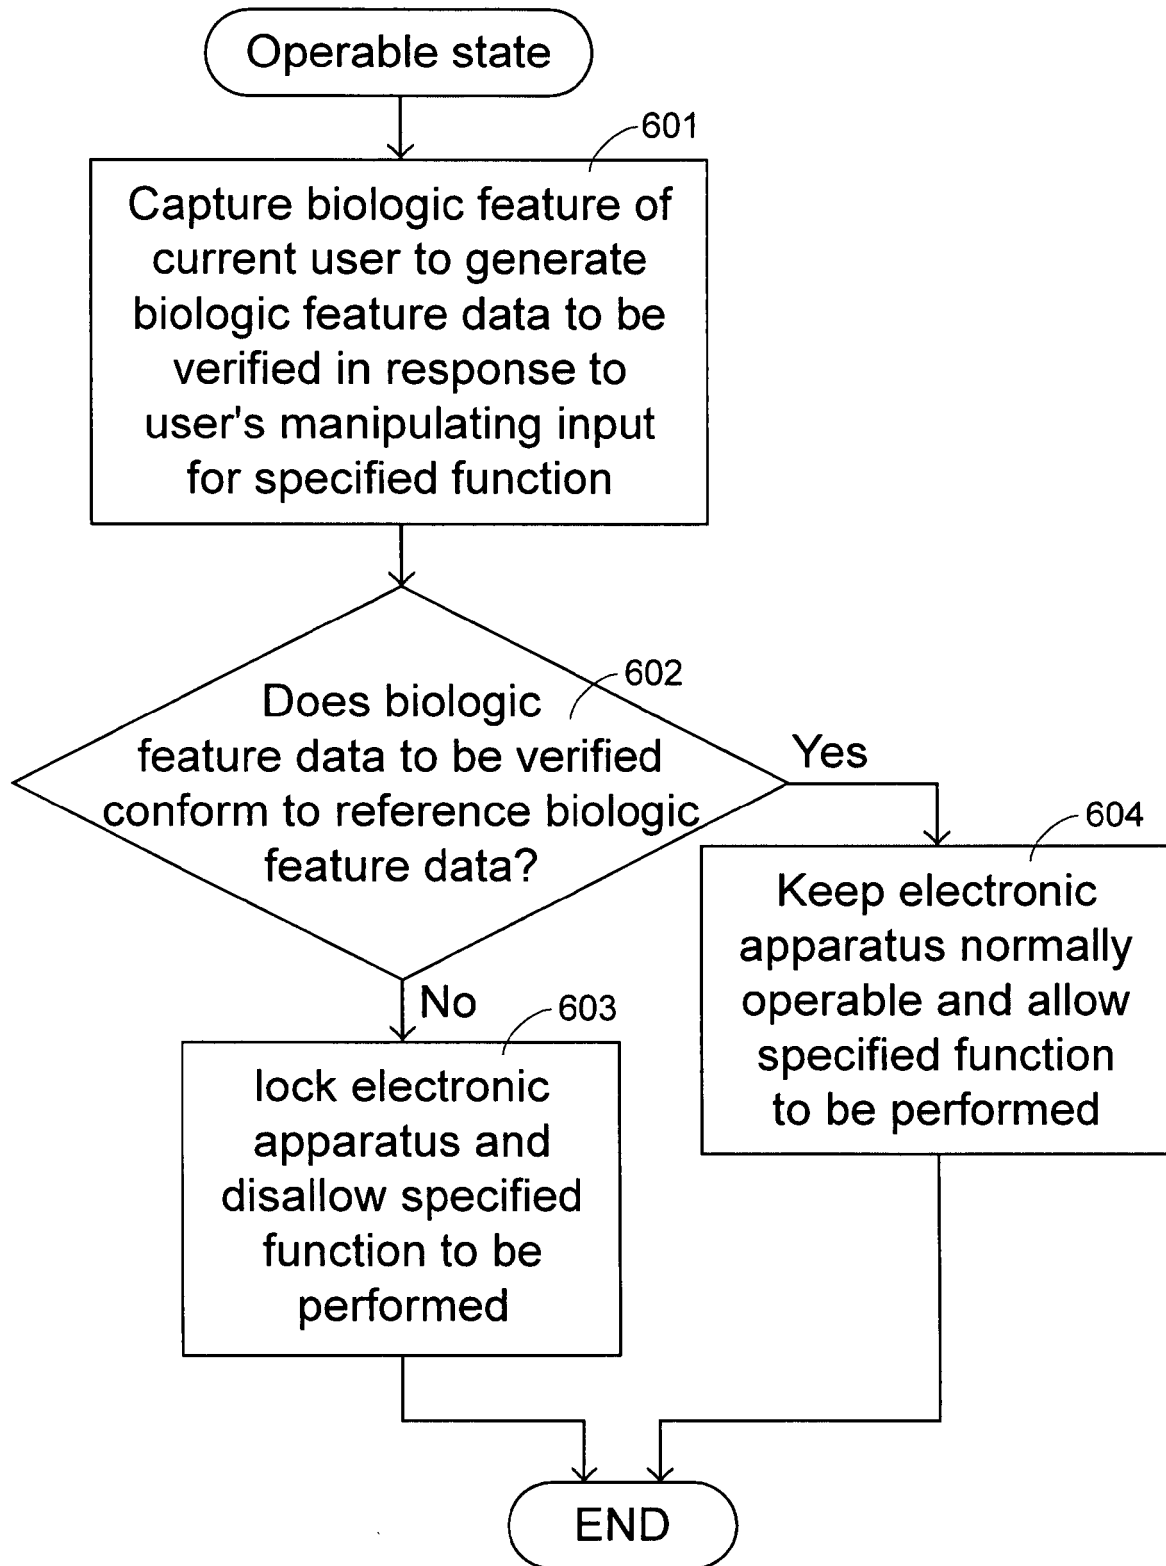 Operable state
601
Capture biologic feature of
current user to generate
biologic feature data to be
verified in response to
user's manipulating input
for specified function
602
Does biologic
feature data to be verified
conform to reference biologic
feature data?
Yes
604
Keep electronic
apparatus normally
operable and allow
specified function
to be performed
No
603
lock electronic
apparatus and
disallow specified
function to be
performed
END